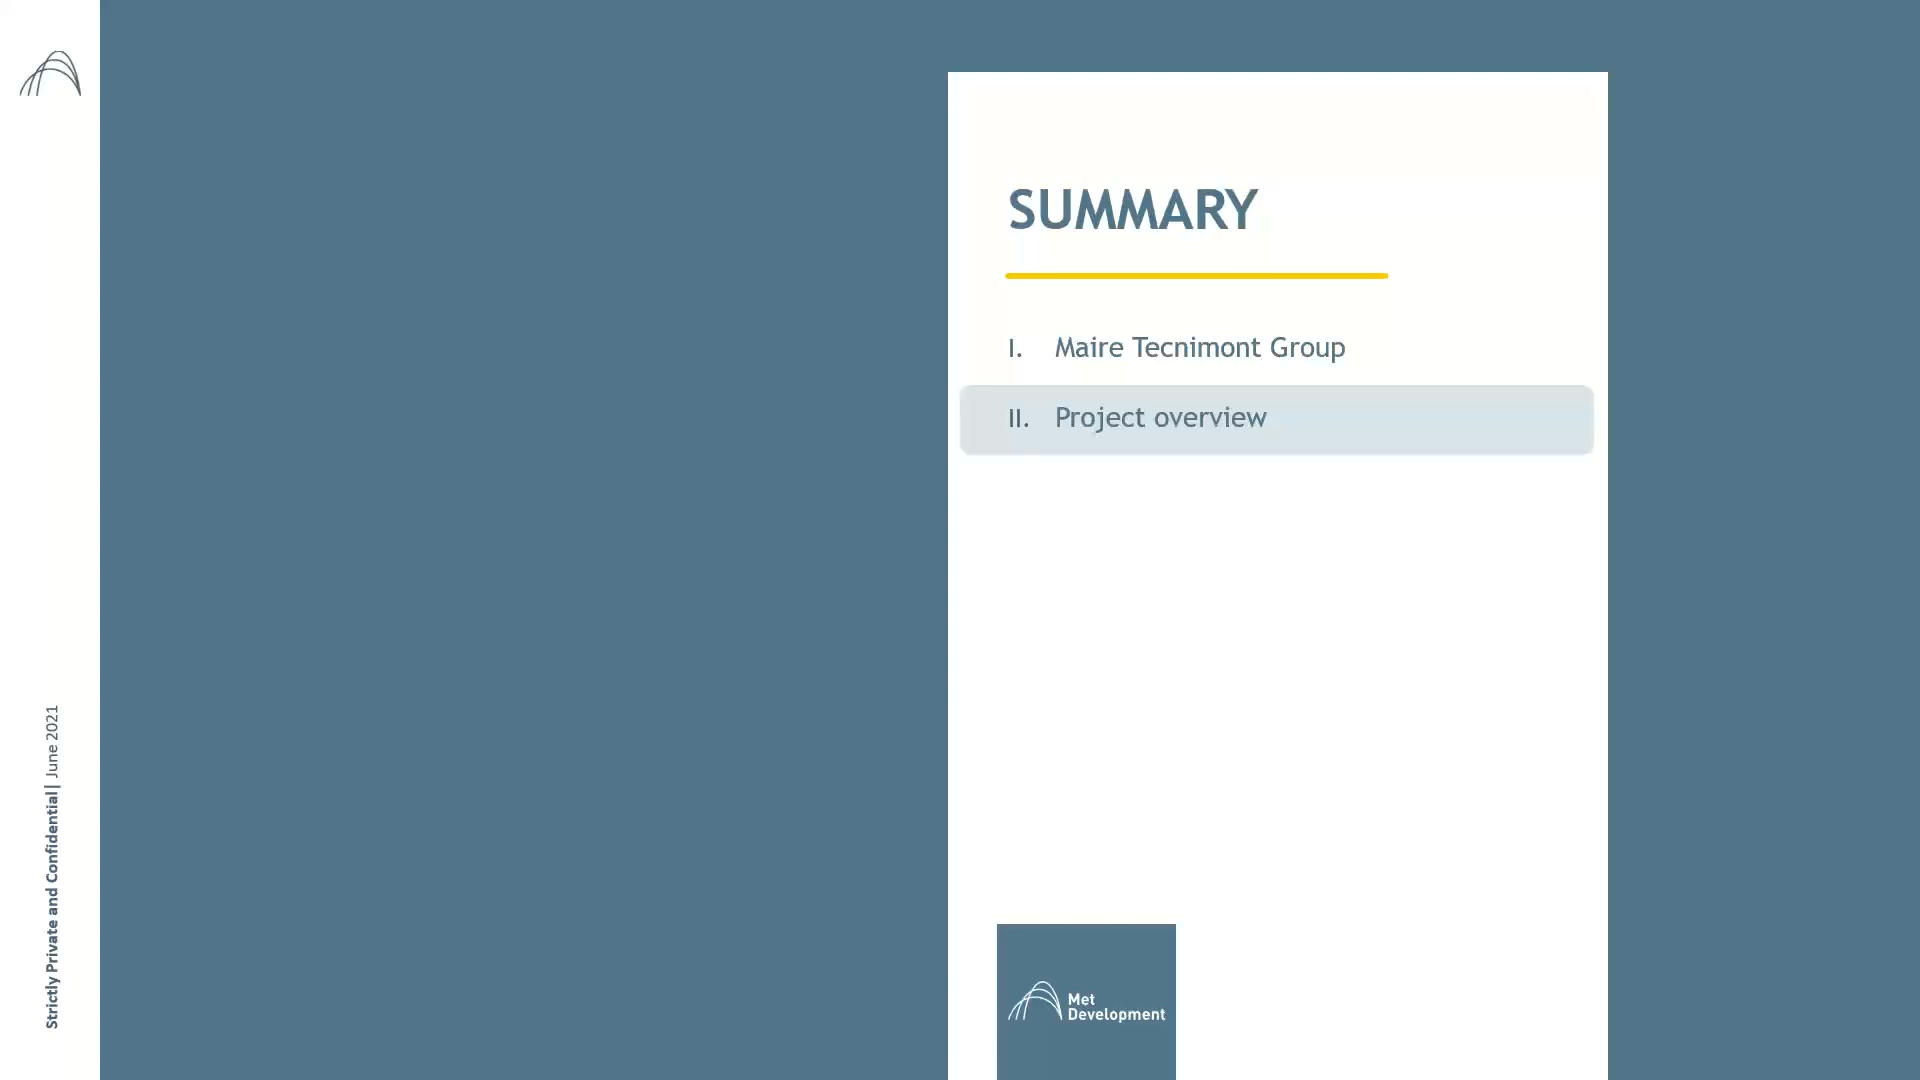 SUMMARY
I. Maire Tecnimont Group
II. Project overview
Strictly Private and Confidential| June 2021
Met
Development